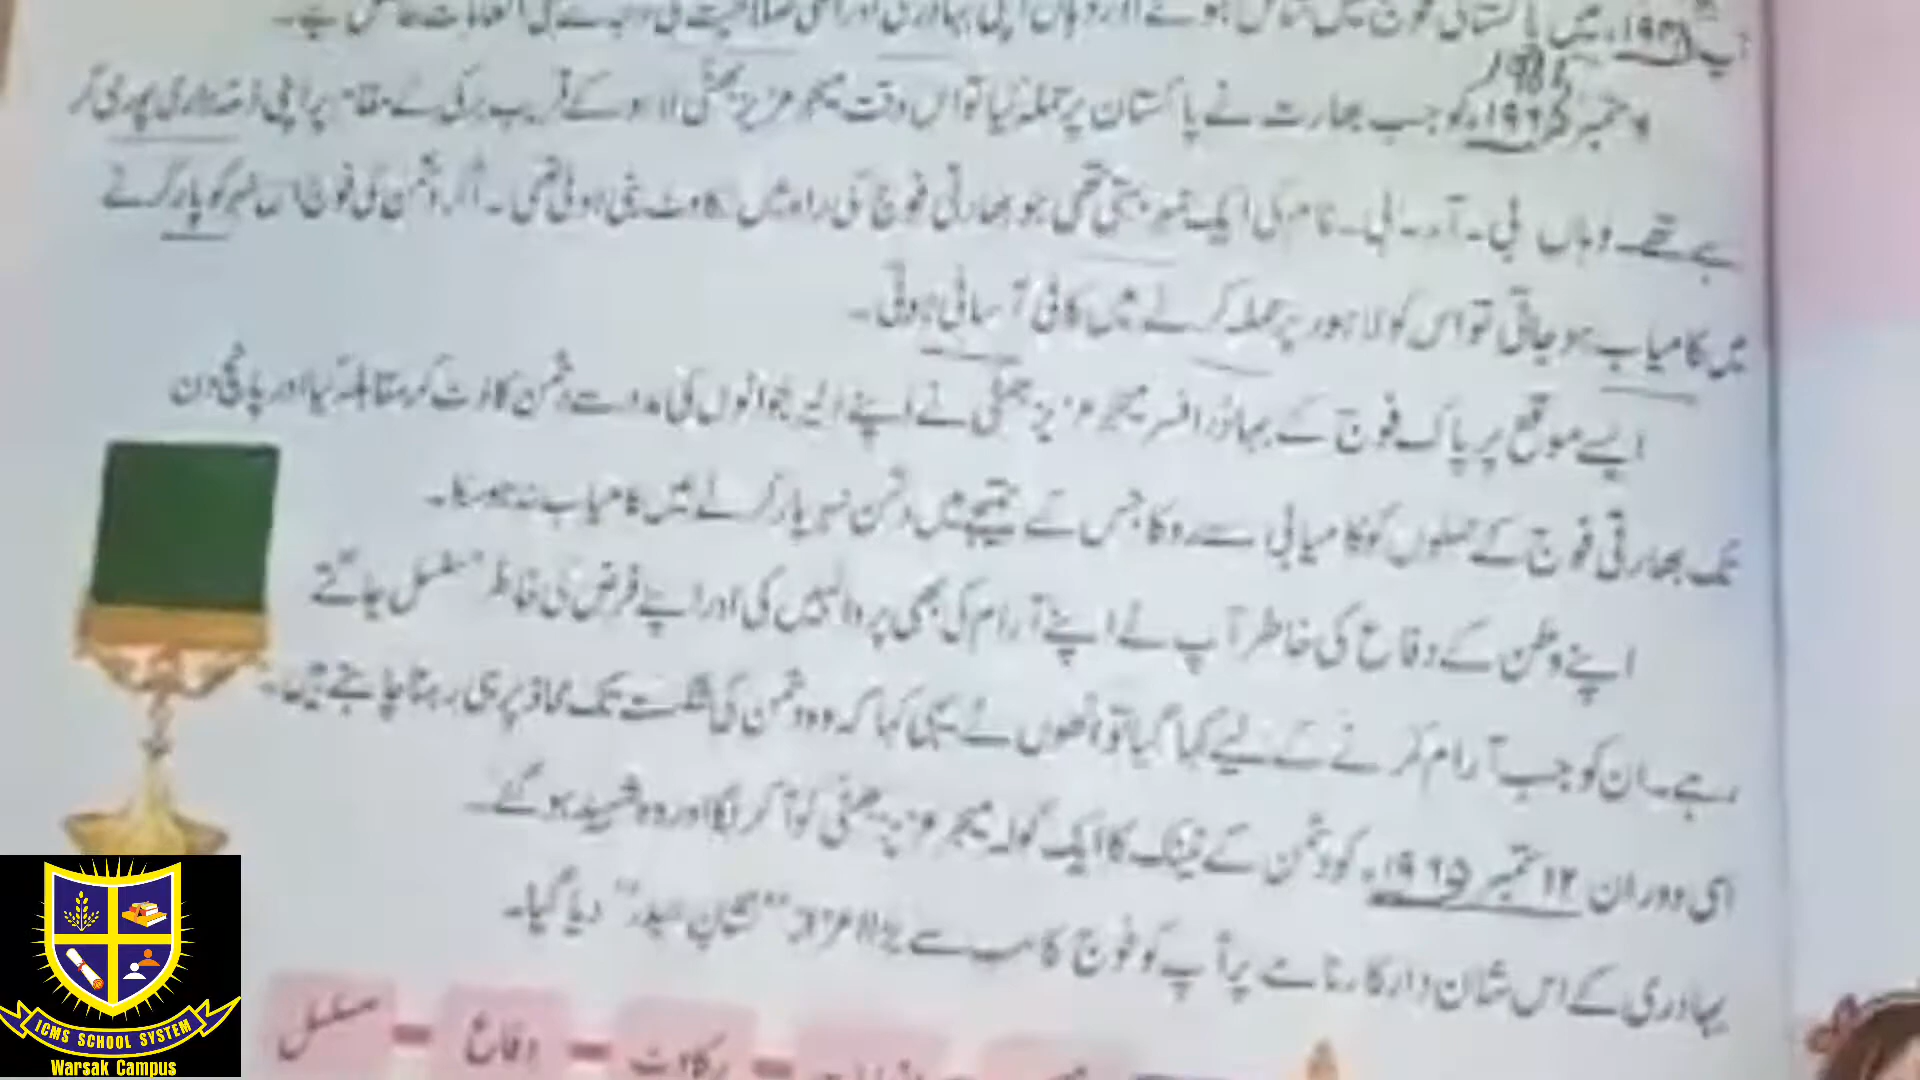 آپ ۱۹۴۸ء میں پاکستانی فوج میں شامل ہوئے اور وہاں اپنی بہادری اور اعلیٰ صلاحیت کی وجہ سے کئی انعامات حاصل کیے۔
۶ ستمبر ۱۹۶۵ء کو جب بھارت نے پاکستان پر حملہ کیا تو اس وقت میجر عزیز بھٹی لاہور کے قریب برکی کے مقام پر اپنی ذمہ داری پوری کر
رہے تھے۔ وہاں بی۔ آر۔ بی۔ نام کی ایک نہر بہتی تھی جو بھارتی فوج کی راہ میں رکاوٹ بنی ہوئی تھی۔ اگر دشمن کی فوج اس نہر کو پار کرنے
میں کامیاب ہو جاتی تو اس کو لاہور پر حملہ کرنے میں کافی آسانی ہوتی۔
ایسے موقع پر پاک فوج کے بہادر افسر میجر عزیز بھٹی نے اپنے دلیر جوانوں کی مدد سے دشمن کا ڈٹ کر مقابلہ کیا اور پانچ دن
تک بھارتی فوج کے حملوں کو کامیابی سے روکا جس کے نتیجے میں دشمن نہر پار کرنے میں کامیاب نہ ہو سکا۔
اپنے وطن کے دفاع کی خاطر آپ نے اپنے آرام کی بھی پروا نہیں کی اور اپنے فرض کی خاطر مسلسل جاگتے
رہے۔ ان کو جب آرام کرنے کے لیے کہا گیا تو انھوں نے یہی کہا کہ وہ دشمن کی شکست تک محاذ پر ہی رہنا چاہتے ہیں۔
اسی دوران ۱۲ ستمبر ۱۹۶۵ء کو دشمن کے ٹینک کا ایک گولہ میجر عزیز بھٹی کو آ کر لگا اور وہ شہید ہو گئے۔
بہادری کے اس شان دار کارنامے پر آپ کو فوج کا سب سے بڑا اعزاز "نشانِ حیدر" دیا گیا۔
مسلسل - دفاع - رکاوٹ
ICMS SCHOOL SYSTEM
Warsak Campus